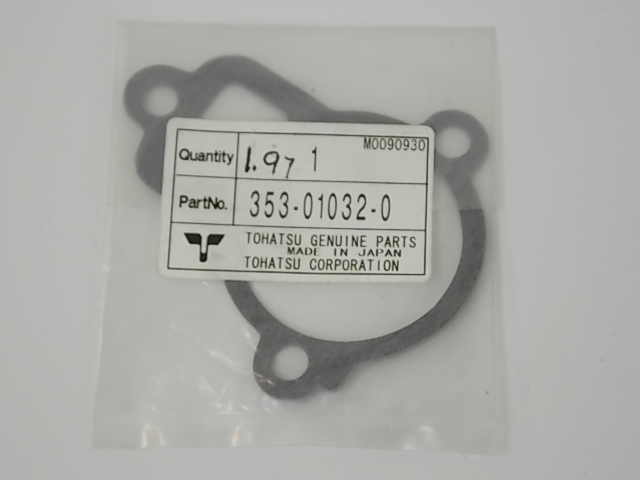 M0090930
Quantity 1.97 1
PartNo. 353-01032-0
TOHATSU GENUINE PARTS
MADE IN JAPAN
TOHATSU CORPORATION